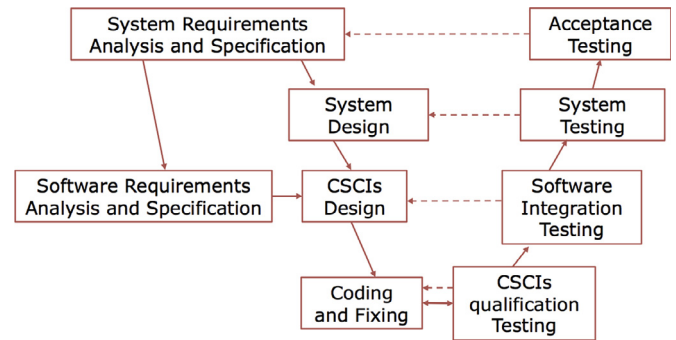 System Requirements
Analysis and Specification
Acceptance
Testing
System
Design
System
Testing
Software Requirements
Analysis and Specification
CSCIs
Design
Software
Integration
Testing
Coding
and Fixing
CSCIs
qualification
Testing